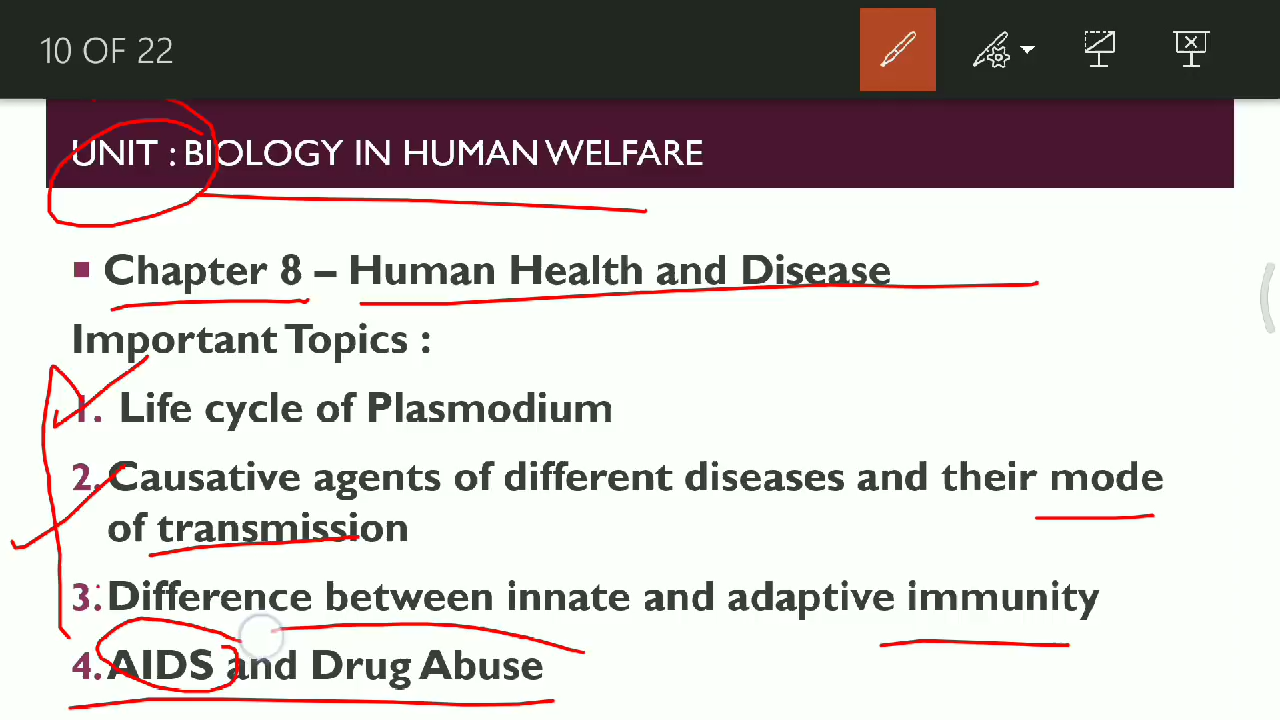 10 OF 22
UNIT : BIOLOGY IN HUMAN WELFARE
▪ Chapter 8 – Human Health and Disease
Important Topics :
1. Life cycle of Plasmodium
2. Causative agents of different diseases and their mode
of transmission
3. Difference between innate and adaptive immunity
4. AIDS and Drug Abuse